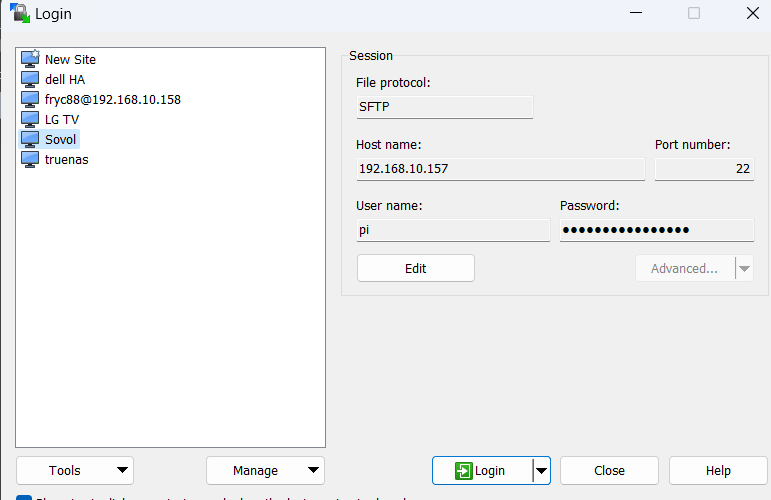 Login
New Site
dell HA
fryc88@192.168.10.158
LG TV
Sovol
truenas
Session
File protocol:
SFTP
Host name:
Port number:
192.168.10.157
22
User name:
Password:
pi
••••••••••••••••
Edit
Advanced...
Tools
Manage
Login
Close
Help